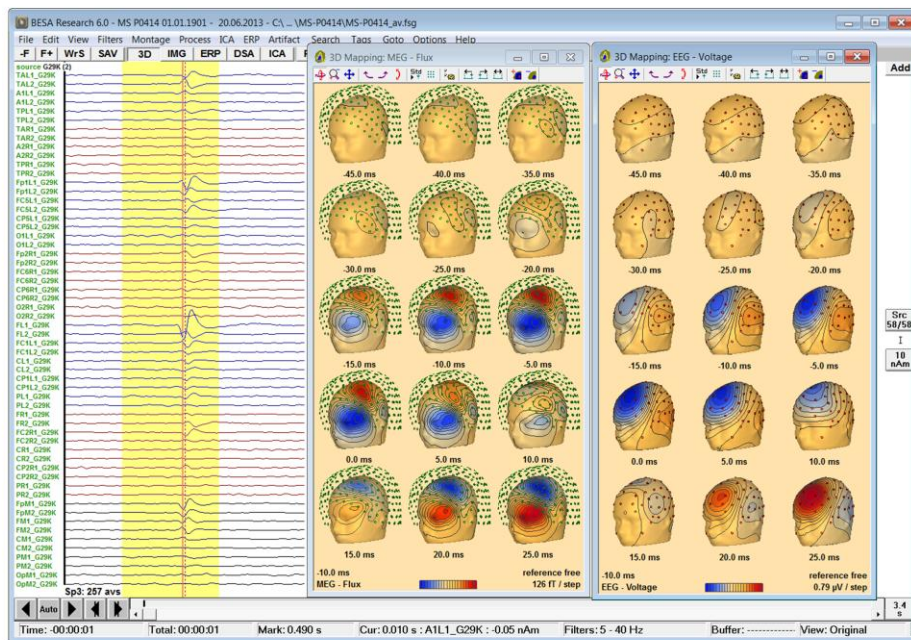 BESA Research 6.0 - MS P0414 01.01.1901 - 20.06.2013 - C:\ ... \MS-P0414\MS-P0414_av.fsg
File Edit View Filters Montage Process ICA ERP Artifact Search Tags Goto Options Help
-F F+ WrS SAV 3D IMG ERP DSA ICA
source G29K (2)
TAL1_G29K
TAL2_G29K
A1L1_G29K
A1L2_G29K
TPL1_G29K
TPL2_G29K
TAR1_G29K
TAR2_G29K
A2R1_G29K
A2R2_G29K
TPR1_G29K
TPR2_G29K
Fp1L1_G29K
Fp1L2_G29K
FC5L1_G29K
FC5L2_G29K
CP5L1_G29K
CP5L2_G29K
O1L1_G29K
O1L2_G29K
Fp2R1_G29K
Fp2R2_G29K
FC6R1_G29K
FC6R2_G29K
CP6R1_G29K
CP6R2_G29K
O2R1_G29K
O2R2_G29K
FL1_G29K
FL2_G29K
FC1L1_G29K
FC1L2_G29K
CL1_G29K
CL2_G29K
CP1L1_G29K
CP1L2_G29K
PL1_G29K
PL2_G29K
FR1_G29K
FR2_G29K
FC2R1_G29K
FC2R2_G29K
CR1_G29K
CR2_G29K
CP2R1_G29K
CP2R2_G29K
PR1_G29K
PR2_G29K
FpM1_G29K
FpM2_G29K
FM1_G29K
FM2_G29K
CM1_G29K
CM2_G29K
PM1_G29K
PM2_G29K
OpM1_G29K
OpM2_G29K
Sp3: 257 avs
3D Mapping: MEG - Flux
Std
-45.0 ms -40.0 ms -35.0 ms
-30.0 ms -25.0 ms -20.0 ms
-15.0 ms -10.0 ms -5.0 ms
0.0 ms 5.0 ms 10.0 ms
15.0 ms 20.0 ms 25.0 ms
-10.0 ms reference free
MEG - Flux 126 fT / step
3D Mapping: EEG - Voltage
Std
-45.0 ms -40.0 ms -35.0 ms
-30.0 ms -25.0 ms -20.0 ms
-15.0 ms -10.0 ms -5.0 ms
0.0 ms 5.0 ms 10.0 ms
15.0 ms 20.0 ms 25.0 ms
-10.0 ms reference free
EEG - Voltage 0.79 µV / step
Add
Src
58/58
10
nAm
Auto
3.4
s
Time: -00:00:01 Total: 00:00:01 Mark: 0.490 s Cur: 0.010 s : A1L1_G29K : -0.05 nAm Filters: 5 - 40 Hz Buffer: ------------- View: Original